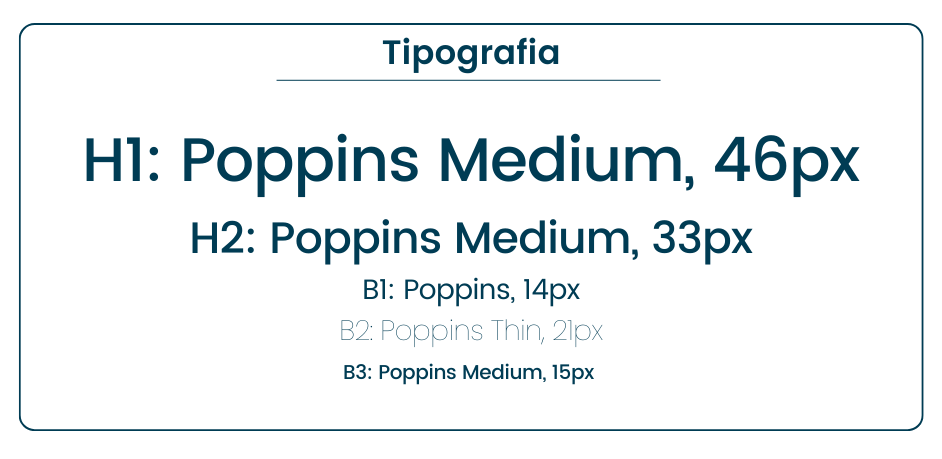 Tipografia
H1: Poppins Medium, 46px
H2: Poppins Medium, 33px
B1: Poppins, 14px
B2: Poppins Thin, 21px
B3: Poppins Medium, 15px